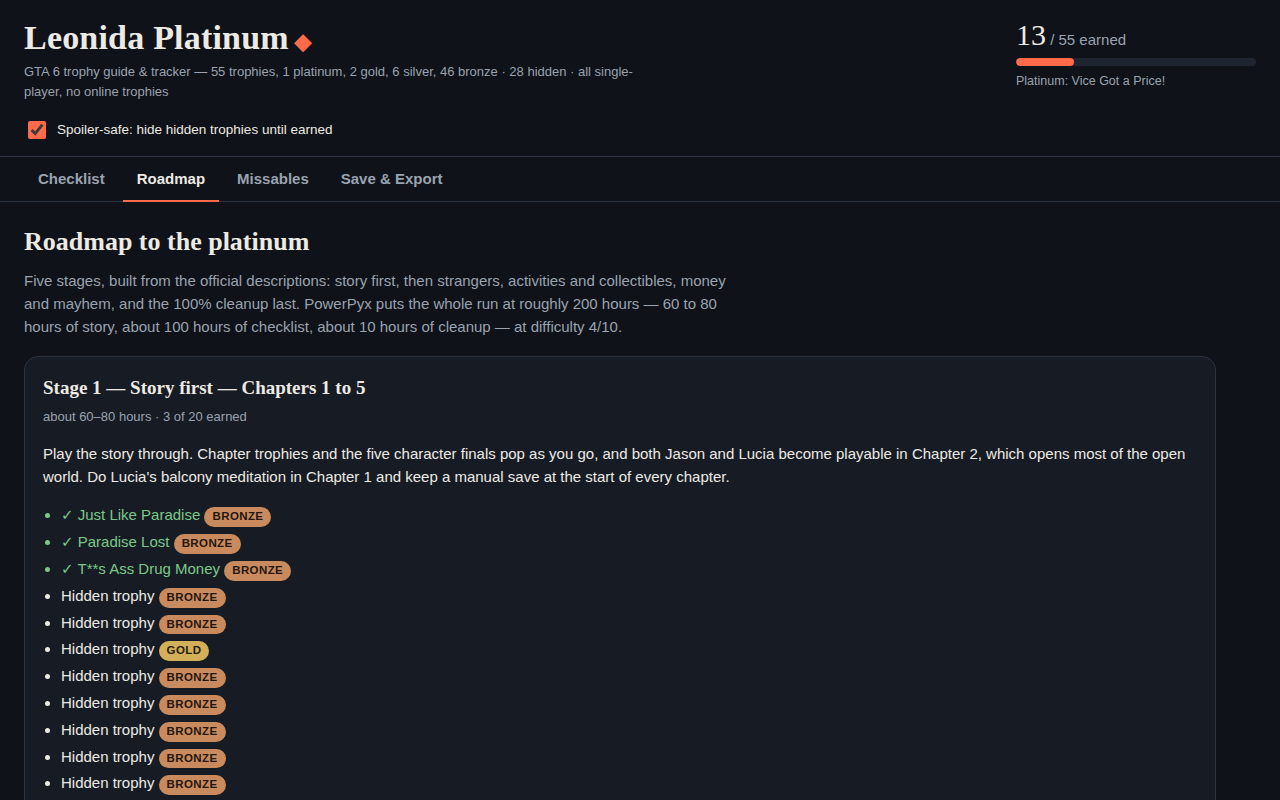 Leonida Platinum
13 / 55 earned
GTA 6 trophy guide & tracker — 55 trophies, 1 platinum, 2 gold, 6 silver, 46 bronze · 28 hidden · all single-
player, no online trophies
Platinum: Vice Got a Price!
Spoiler-safe: hide hidden trophies until earned
Checklist Roadmap Missables Save & Export
Roadmap to the platinum
Five stages, built from the official descriptions: story first, then strangers, activities and collectibles, money
and mayhem, and the 100% cleanup last. PowerPyx puts the whole run at roughly 200 hours — 60 to 80
hours of story, about 100 hours of checklist, about 10 hours of cleanup — at difficulty 4/10.
Stage 1 — Story first — Chapters 1 to 5
about 60–80 hours · 3 of 20 earned
Play the story through. Chapter trophies and the five character finals pop as you go, and both Jason and Lucia become playable in Chapter 2, which opens most of the open
world. Do Lucia's balcony meditation in Chapter 1 and keep a manual save at the start of every chapter.
✓ Just Like Paradise BRONZE
✓ Paradise Lost BRONZE
✓ T**s Ass Drug Money BRONZE
Hidden trophy BRONZE
Hidden trophy BRONZE
Hidden trophy GOLD
Hidden trophy BRONZE
Hidden trophy BRONZE
Hidden trophy BRONZE
Hidden trophy BRONZE
Hidden trophy BRONZE